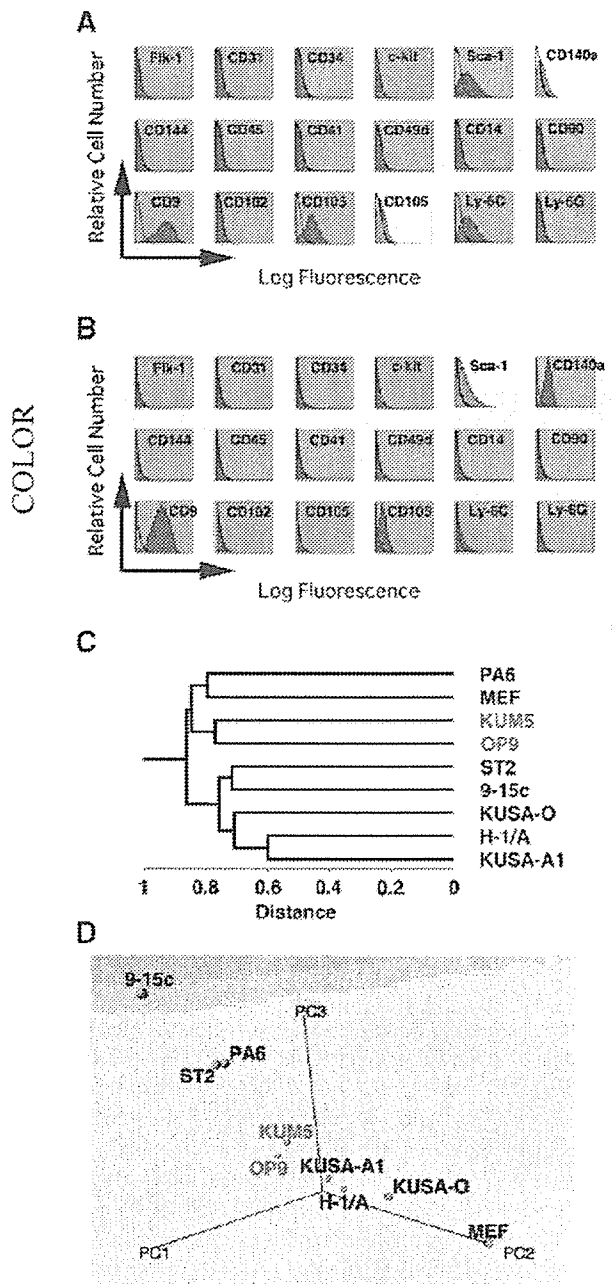 A
Flk-1 CD31 CD34 c-kit Sca-1 CD140a
CD144 CD45 CD41 CD49d CD14 CD90
CD9 CD102 CD105 Ly-6C Ly-6G
Relative Cell Number
Log Fluorescence
B
Flk-1 CD31 CD34 c-kit Sca-1 CD140a
CD144 CD45 CD41 CD49d CD14 CD90
CD9 CD102 CD105 Ly-6C Ly-6G
Relative Cell Number
Log Fluorescence
COLOR
C
PA6
MEF
KUM5
OP9
ST2
9-15c
KUSA-O
H-1/A
KUSA-A1
1 0.8 0.6 0.4 0.2 0
Distance
D
9-15c
PC3
PA6
ST2
KUM5
OP9
KUSA-A1
H-1/A
KUSA-O
MEF
PC1
PC2